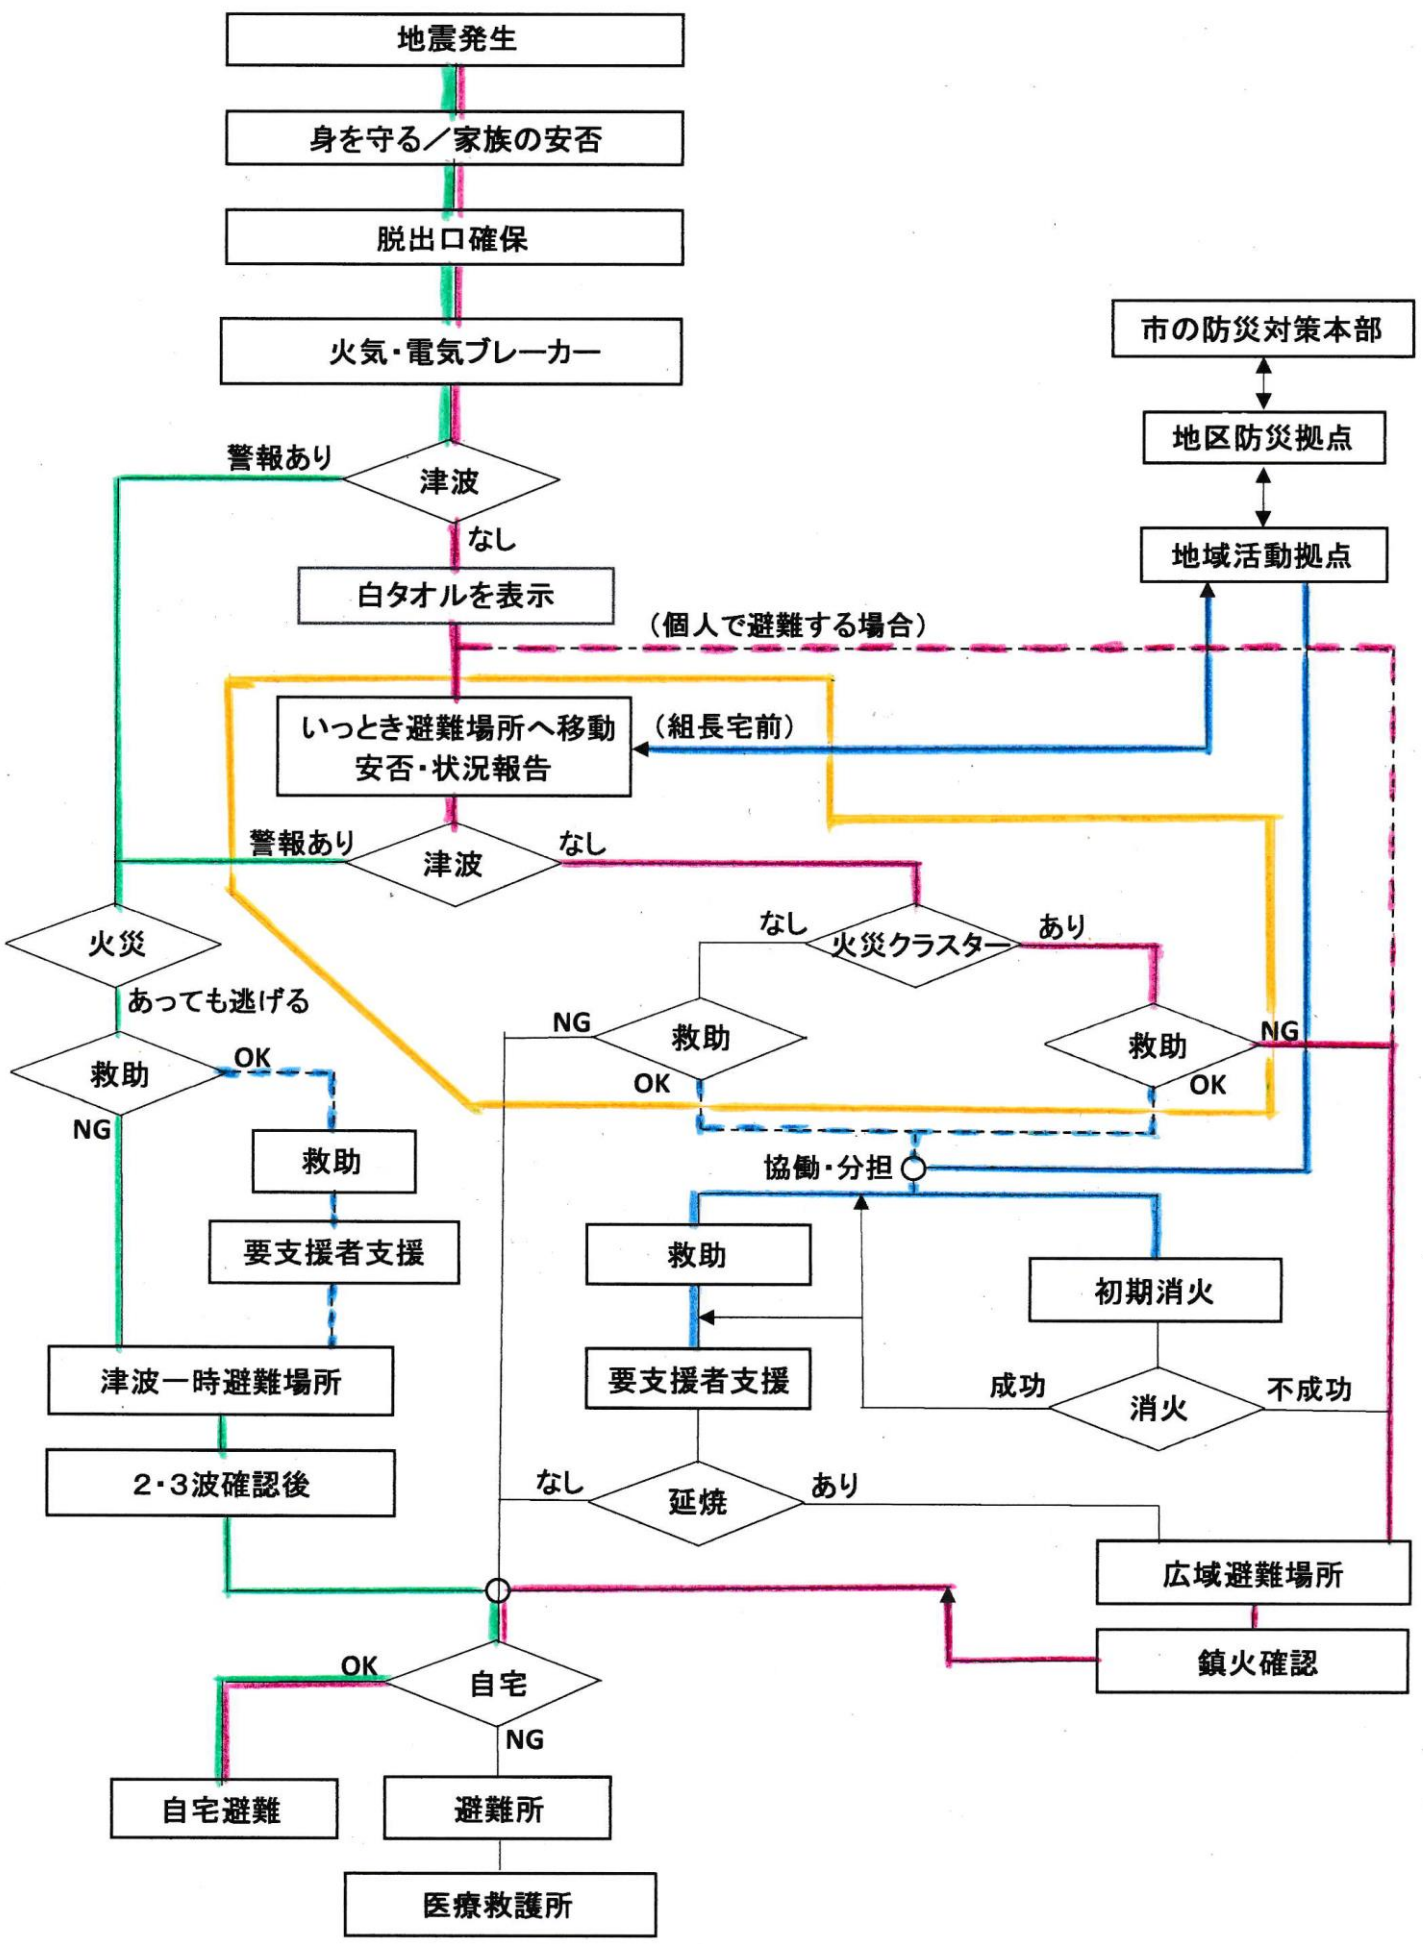 地震発生
身を守る／家族の安否
脱出口確保
火気・電気ブレーカー
市の防災対策本部
地区防災拠点
地域活動拠点
警報あり
津波
なし
白タオルを表示
（個人で避難する場合）
いっとき避難場所へ移動
安否・状況報告
（組長宅前）
警報あり
津波
なし
火災
あっても逃げる
なし
火災クラスター
あり
NG
救助
OK
救助
NG
OK
救助
OK
NG
救助
要支援者支援
協働・分担
救助
初期消火
要支援者支援
成功
消火
不成功
津波一時避難場所
２・３波確認後
なし
延焼
あり
広域避難場所
鎮火確認
OK
自宅
NG
自宅避難
避難所
医療救護所